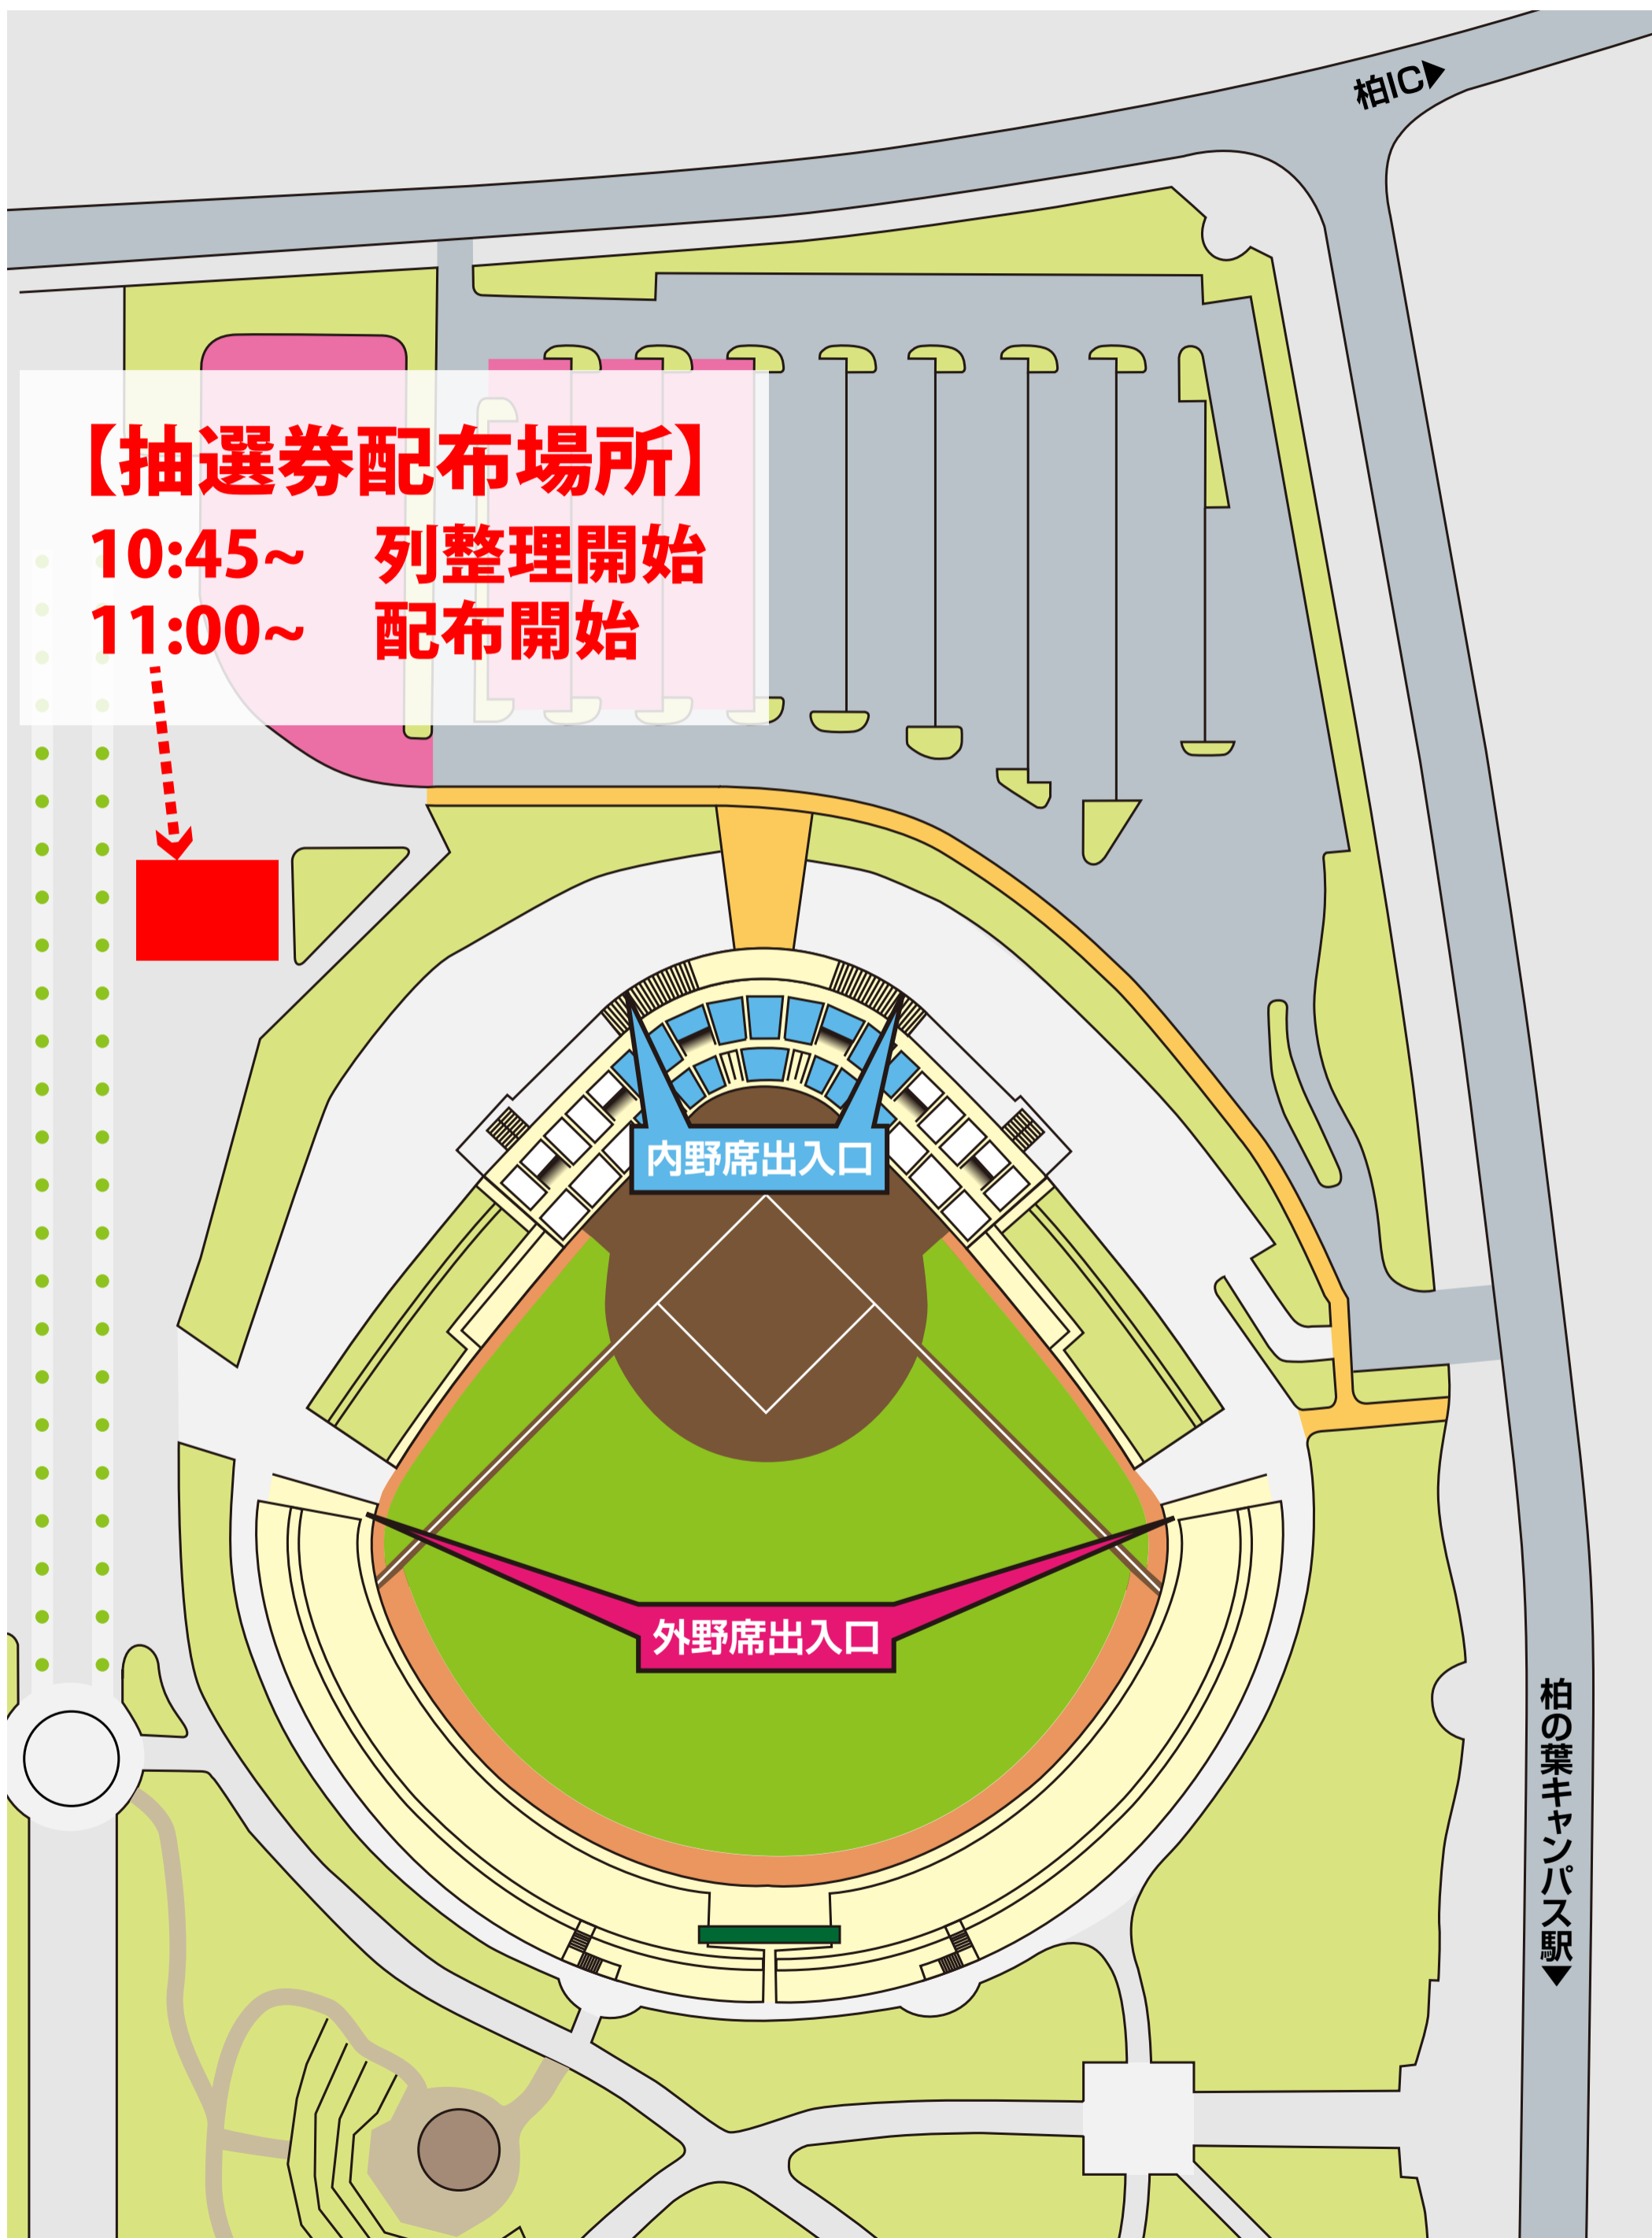 柏IC▶
【抽選券配布場所】
10:45~　列整理開始
11:00~　配布開始
内野席出入口
外野席出入口
柏の葉キャンパス駅▼